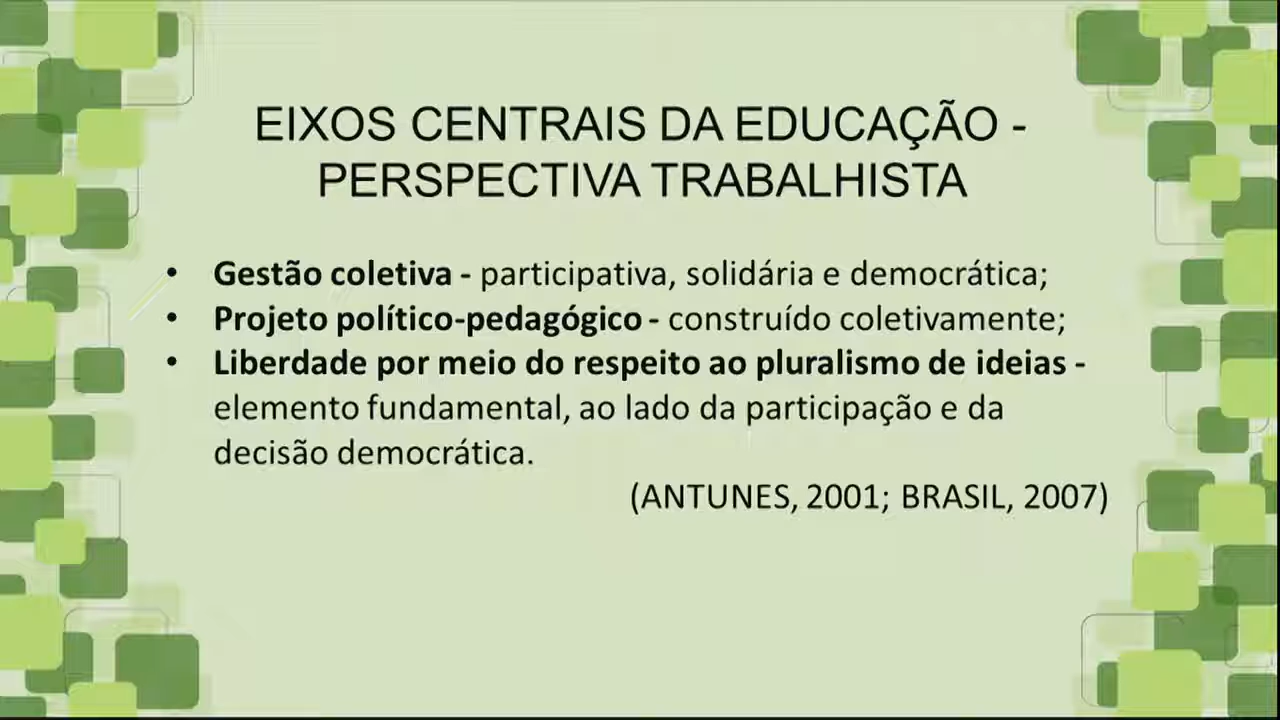 EIXOS CENTRAIS DA EDUCAÇÃO -
PERSPECTIVA TRABALHISTA
• Gestão coletiva - participativa, solidária e democrática;
• Projeto político-pedagógico - construído coletivamente;
• Liberdade por meio do respeito ao pluralismo de ideias -
elemento fundamental, ao lado da participação e da
decisão democrática.
(ANTUNES, 2001; BRASIL, 2007)